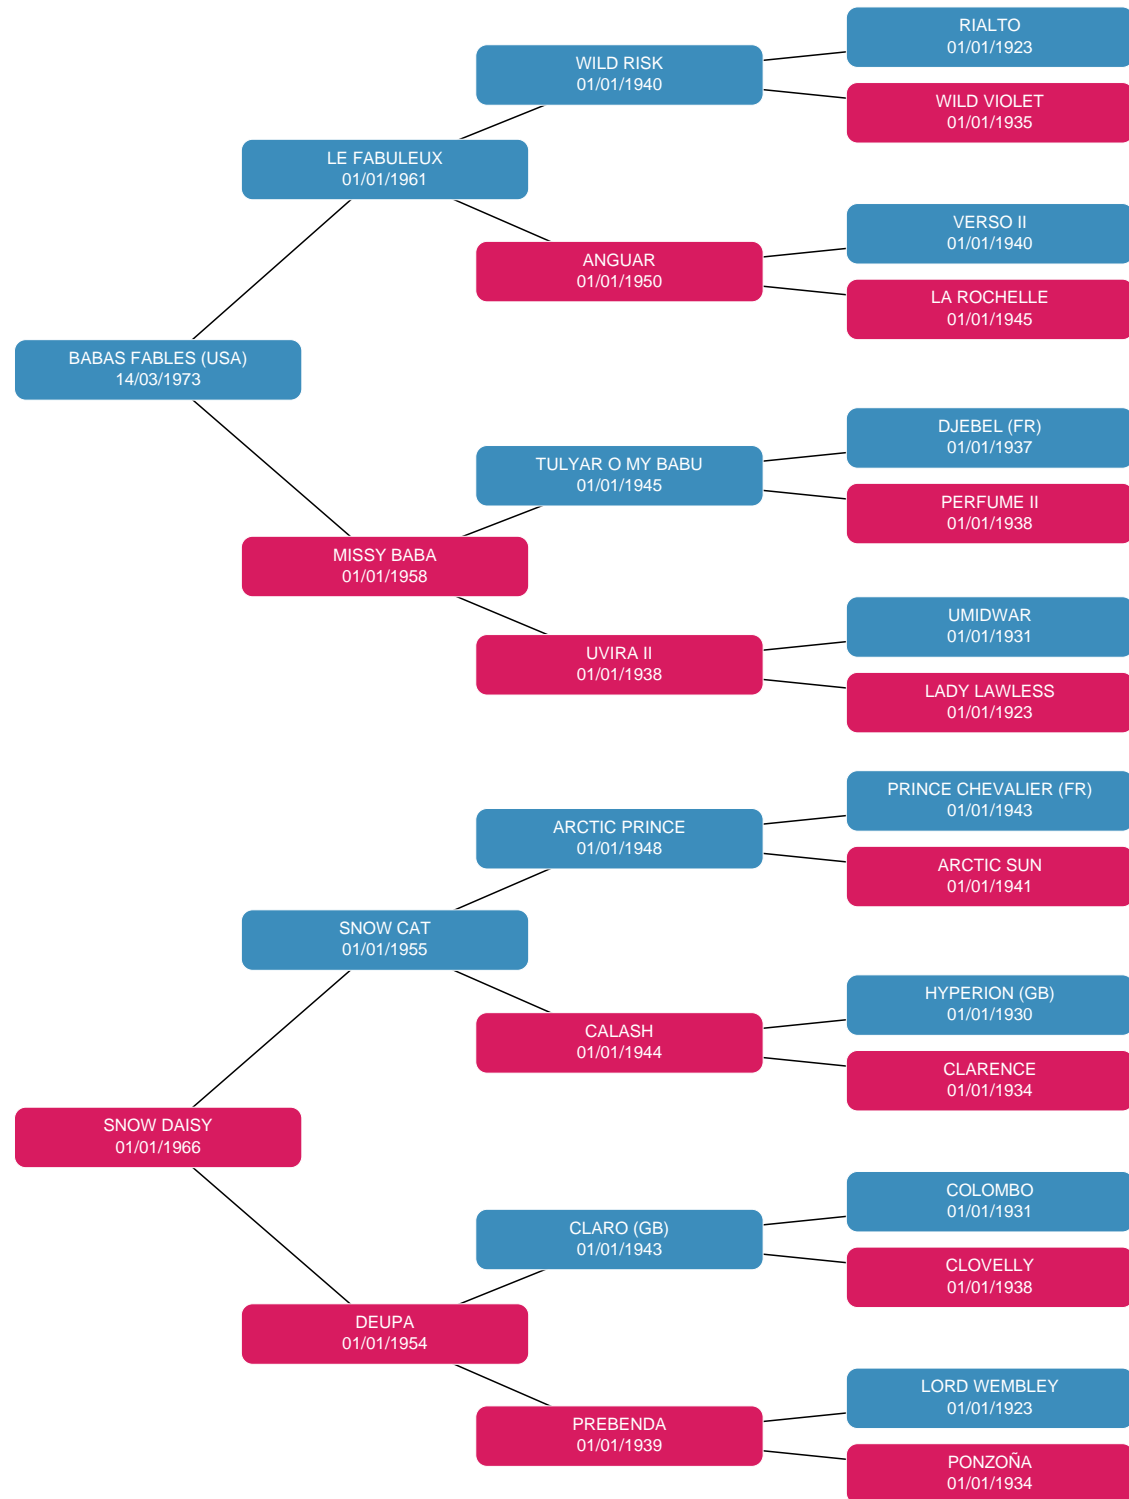 RIALTO
01/01/1923
WILD RISK
01/01/1940
WILD VIOLET
01/01/1935
LE FABULEUX
01/01/1961
VERSO II
01/01/1940
ANGUAR
01/01/1950
LA ROCHELLE
01/01/1945
BABAS FABLES (USA)
14/03/1973
DJEBEL (FR)
01/01/1937
TULYAR O MY BABU
01/01/1945
PERFUME II
01/01/1938
MISSY BABA
01/01/1958
UMIDWAR
01/01/1931
UVIRA II
01/01/1938
LADY LAWLESS
01/01/1923
PRINCE CHEVALIER (FR)
01/01/1943
ARCTIC PRINCE
01/01/1948
ARCTIC SUN
01/01/1941
SNOW CAT
01/01/1955
HYPERION (GB)
01/01/1930
CALASH
01/01/1944
CLARENCE
01/01/1934
SNOW DAISY
01/01/1966
COLOMBO
01/01/1931
CLARO (GB)
01/01/1943
CLOVELLY
01/01/1938
DEUPA
01/01/1954
LORD WEMBLEY
01/01/1923
PREBENDA
01/01/1939
PONZOÑA
01/01/1934